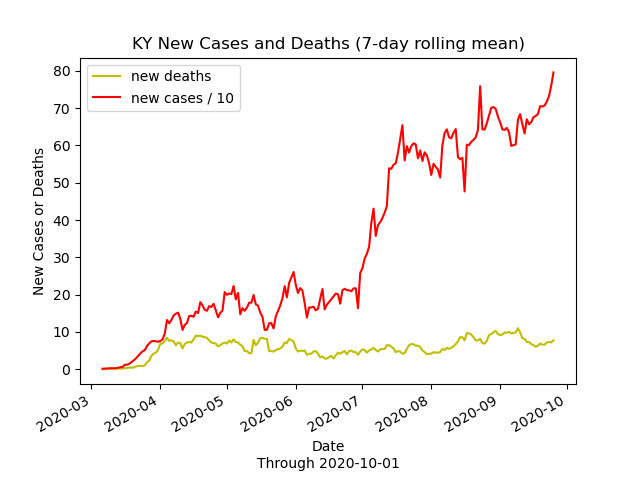 KY New Cases and Deaths (7-day rolling mean)
new deaths
new cases / 10
New Cases or Deaths
80
70
60
50
40
30
20
10
0
2020-03
2020-04
2020-05
2020-06
2020-07
2020-08
2020-09
2020-10
Date
Through 2020-10-01